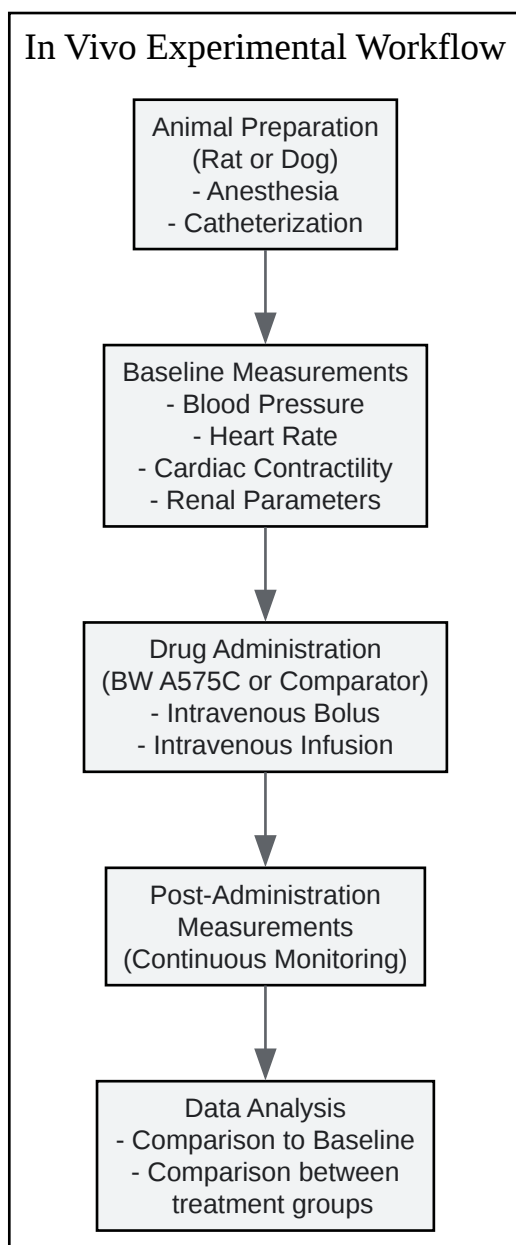 In Vivo Experimental Workflow
Animal Preparation
(Rat or Dog)
- Anesthesia
- Catheterization
Baseline Measurements
- Blood Pressure
- Heart Rate
- Cardiac Contractility
- Renal Parameters
Drug Administration
(BW A575C or Comparator)
- Intravenous Bolus
- Intravenous Infusion
Post-Administration
Measurements
(Continuous Monitoring)
Data Analysis
- Comparison to Baseline
- Comparison between
treatment groups